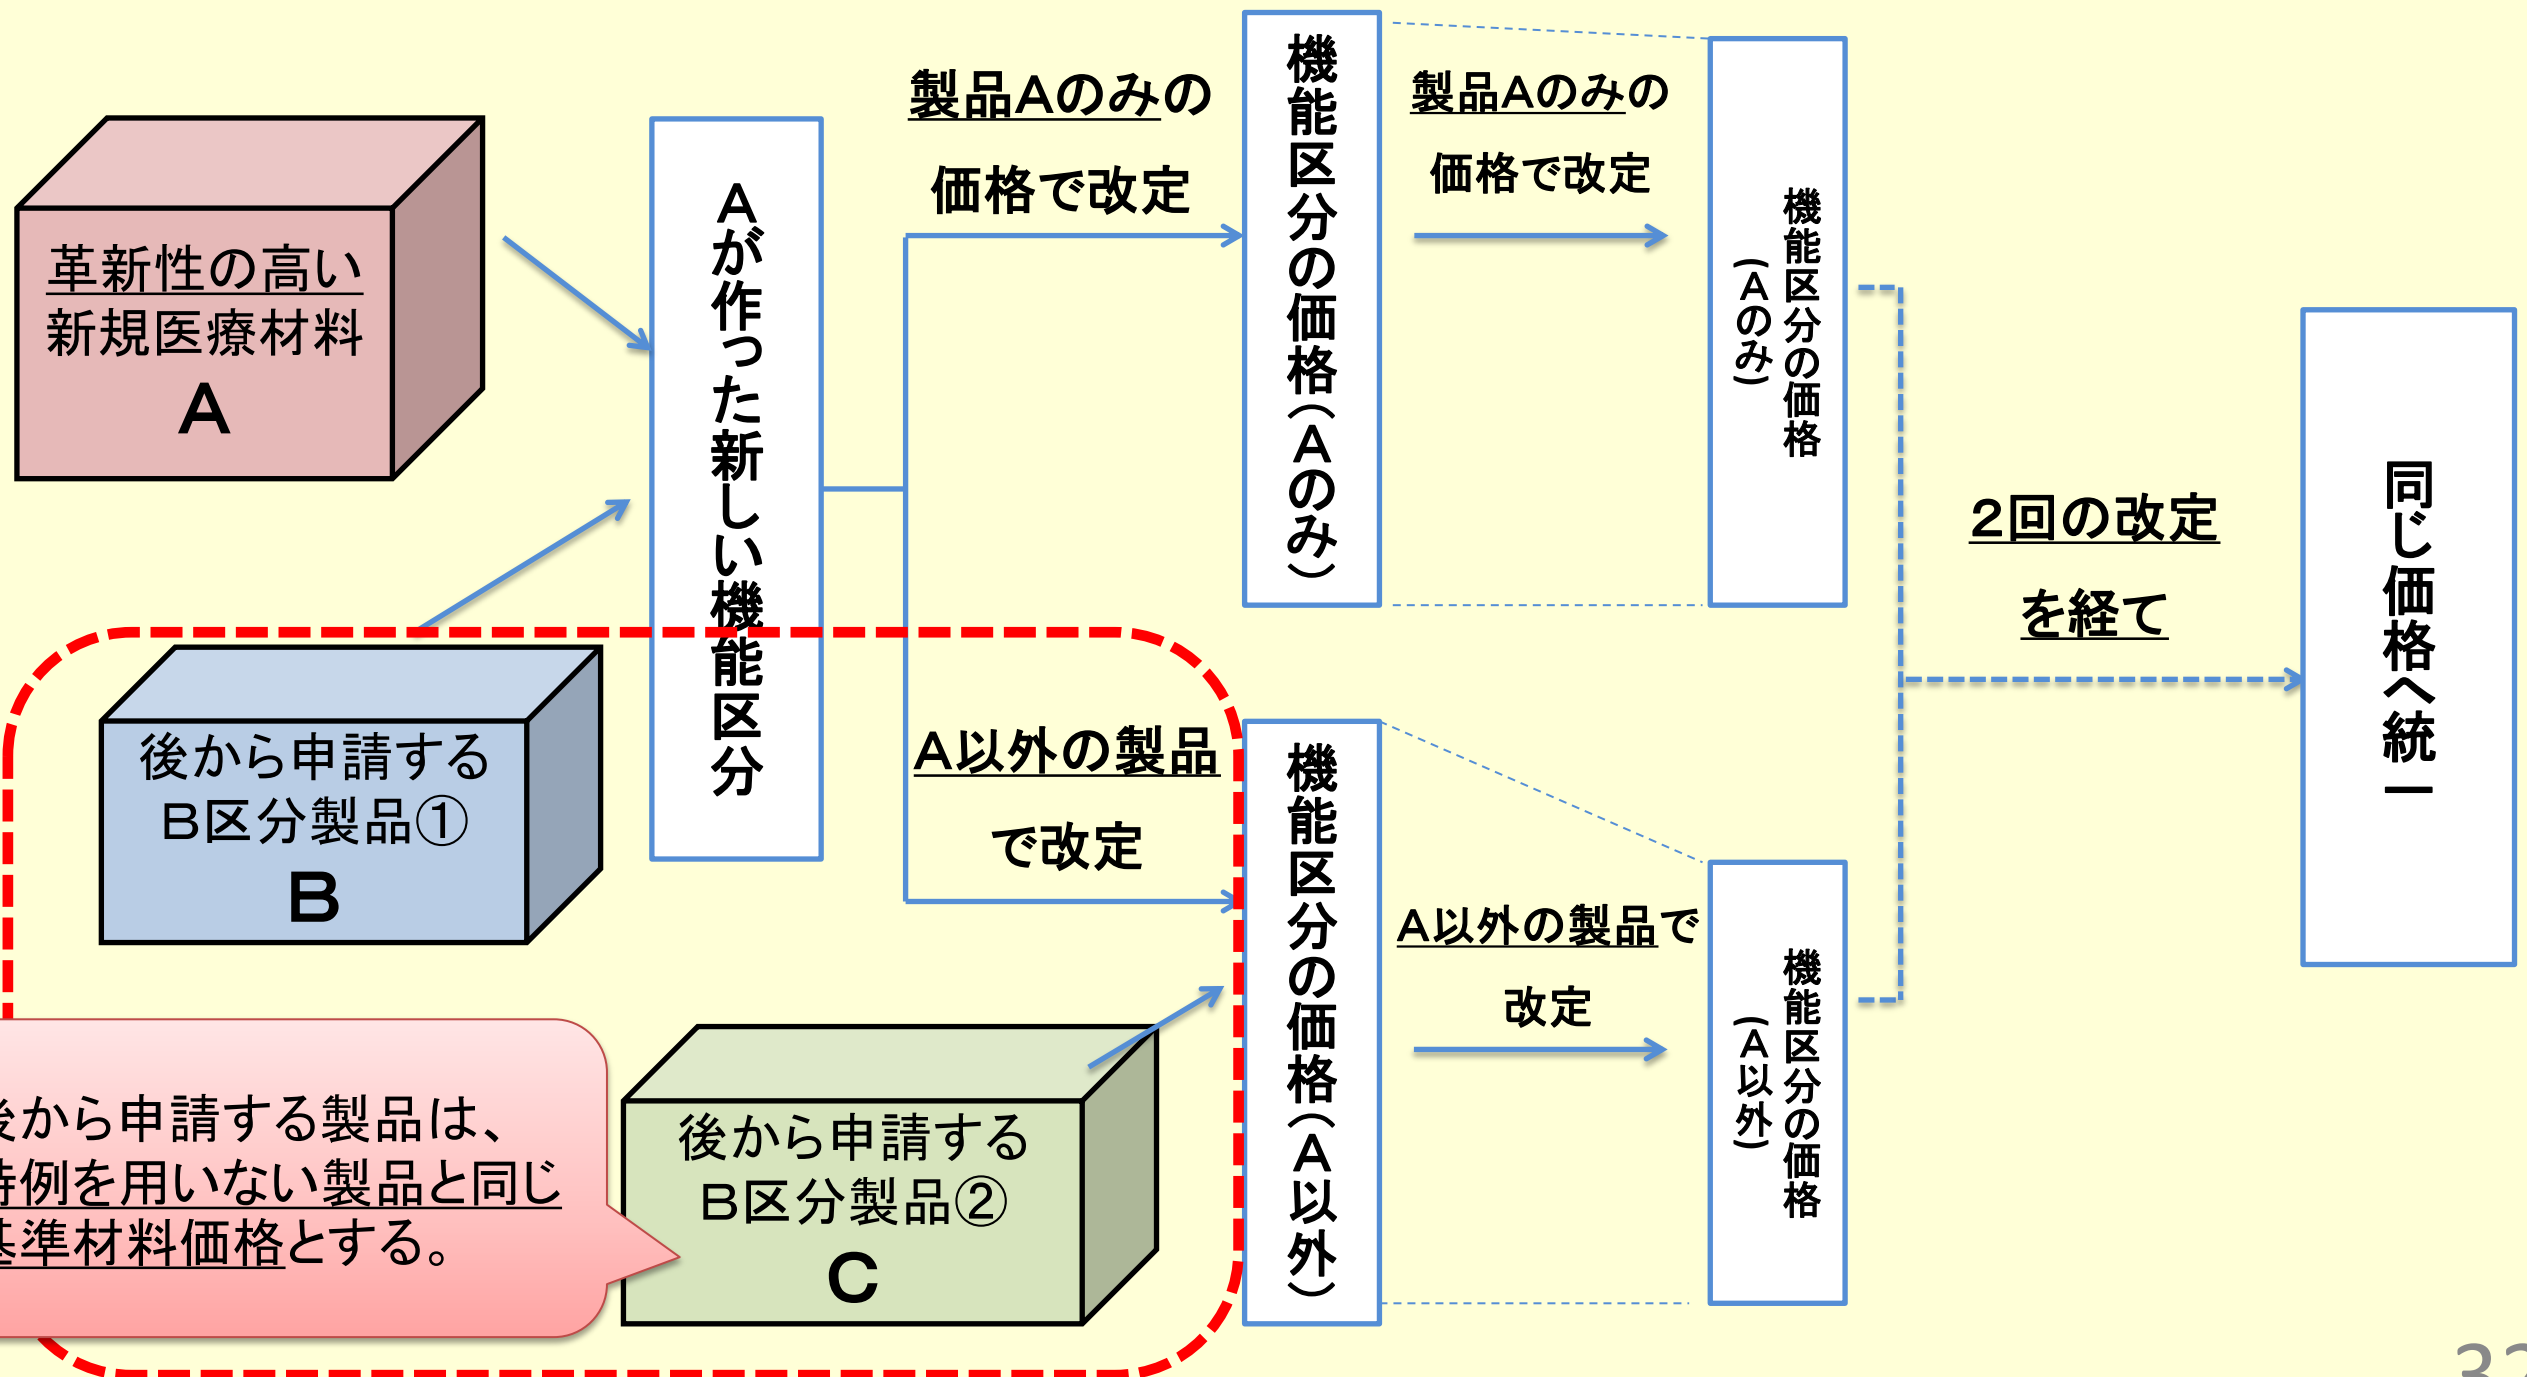 革新性の高い
新規医療材料
A
後から申請する
B区分製品①
B
後から申請する製品は、
特例を用いない製品と同じ
基準材料価格とする。
後から申請する
B区分製品②
C
Aが作った新しい機能区分
製品Aのみの
価格で改定
A以外の製品
で改定
機能区分の価格(Aのみ)
機能区分の価格(A以外)
製品Aのみの
価格で改定
A以外の製品で
改定
機能区分の価格
(Aのみ)
機能区分の価格
(A以外)
2回の改定
を経て
同じ価格へ統一
32